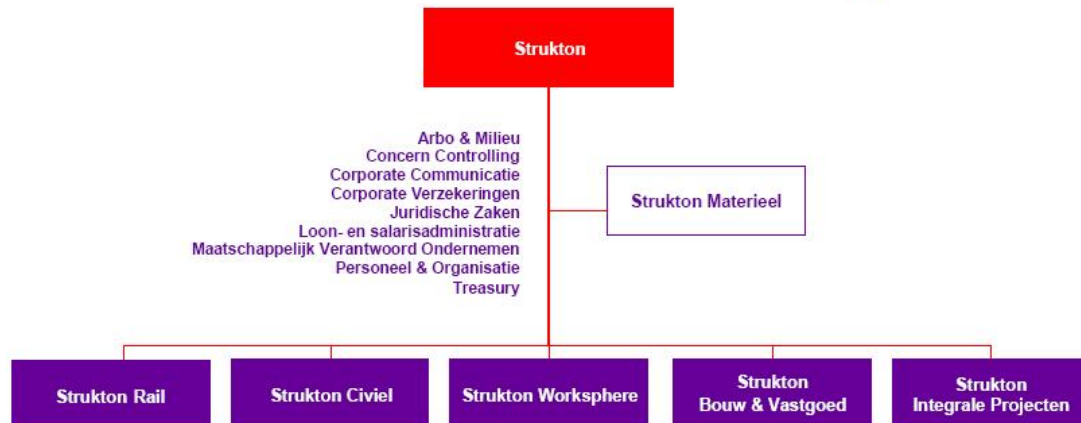 Strukton
Arbo & Milieu
Concern Controlling
Corporate Communicatie
Corporate Verzekeringen
Juridische Zaken
Loon- en salarisadministratie
Maatschappelijk Verantwoord Ondernemen
Personeel & Organisatie
Treasury
Strukton Materieel
Strukton Rail
Strukton Civiel
Strukton Worksphere
Strukton
Bouw & Vastgoed
Strukton
Integrale Projecten